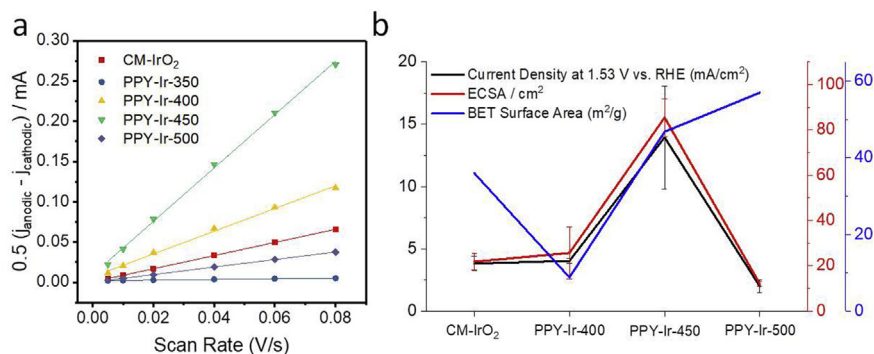 a
0.5 (janodic - jcathodic) / mA
0.30
0.25
0.20
0.15
0.10
0.05
0.00
CM-IrO₂
PPY-Ir-350
PPY-Ir-400
PPY-Ir-450
PPY-Ir-500
0.00 0.02 0.04 0.06 0.08
Scan Rate (V/s)
b
20
15
10
5
0
Current Density at 1.53 V vs. RHE (mA/cm²)
ECSA / cm²
BET Surface Area (m²/g)
100
80
60
40
20
0
60
40
20
0
CM-IrO₂ PPY-Ir-400 PPY-Ir-450 PPY-Ir-500